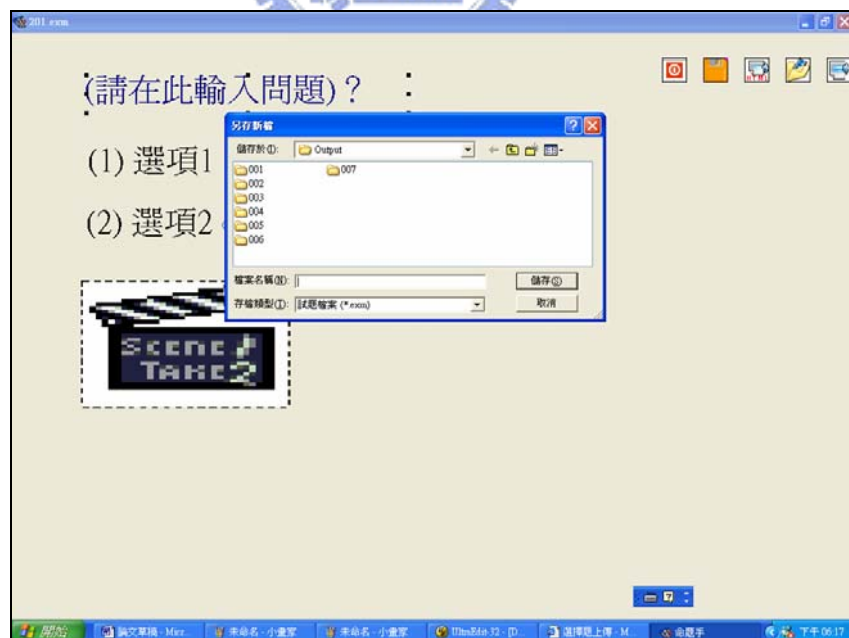 201.exm
(請在此輸入問題)？
(1) 選項1
(2) 選項2
另存新檔
儲存於(I):
Output
001
002
003
004
005
006
007
檔案名稱(N):
儲存(S)
存檔類型(T):
試題檔案 (*.exm)
取消
Scene
Take 2
HTML
開始
論文草稿 - Micr...
未命名 - 小畫家
未命名 - 小畫家
UltraEdit-32 - [D...
選擇題上傳 - M...
命題手
下午 06:17